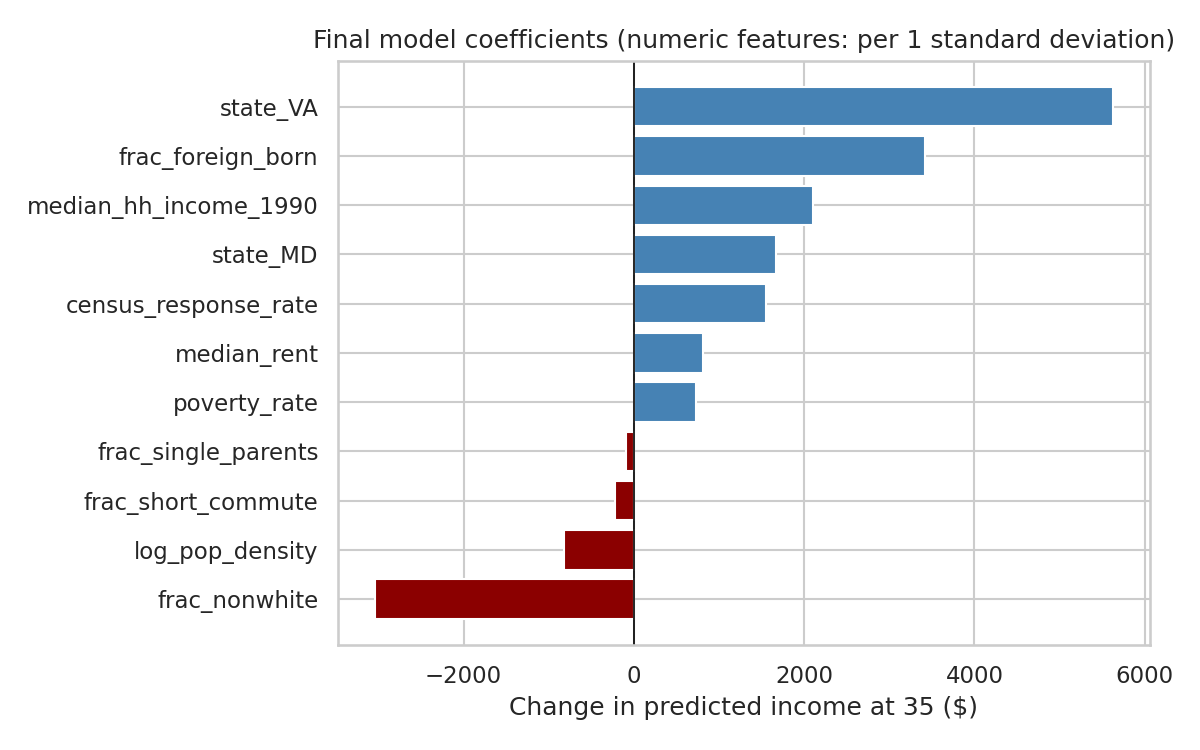 Final model coefficients (numeric features: per 1 standard deviation)
state_VA
frac_foreign_born
median_hh_income_1990
state_MD
census_response_rate
median_rent
poverty_rate
frac_single_parents
frac_short_commute
log_pop_density
frac_nonwhite
−2000 0 2000 4000 6000
Change in predicted income at 35 ($)